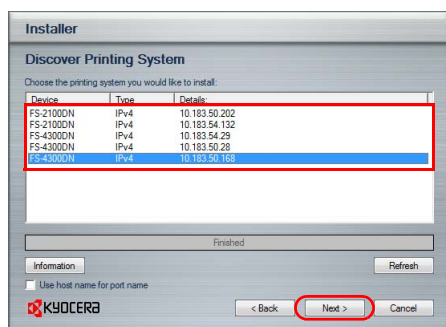 Installer
Discover Printing System
Choose the printing system you would like to install:
Device Type Details:
FS-2100DN IPv4 10.183.50.202
FS-2100DN IPv4 10.183.54.132
FS-4300DN IPv4 10.183.54.29
FS-4300DN IPv4 10.183.50.28
FS-4300DN IPv4 10.183.50.168
Finished
Information Refresh
Use host name for port name
KYOCERA < Back Next > Cancel